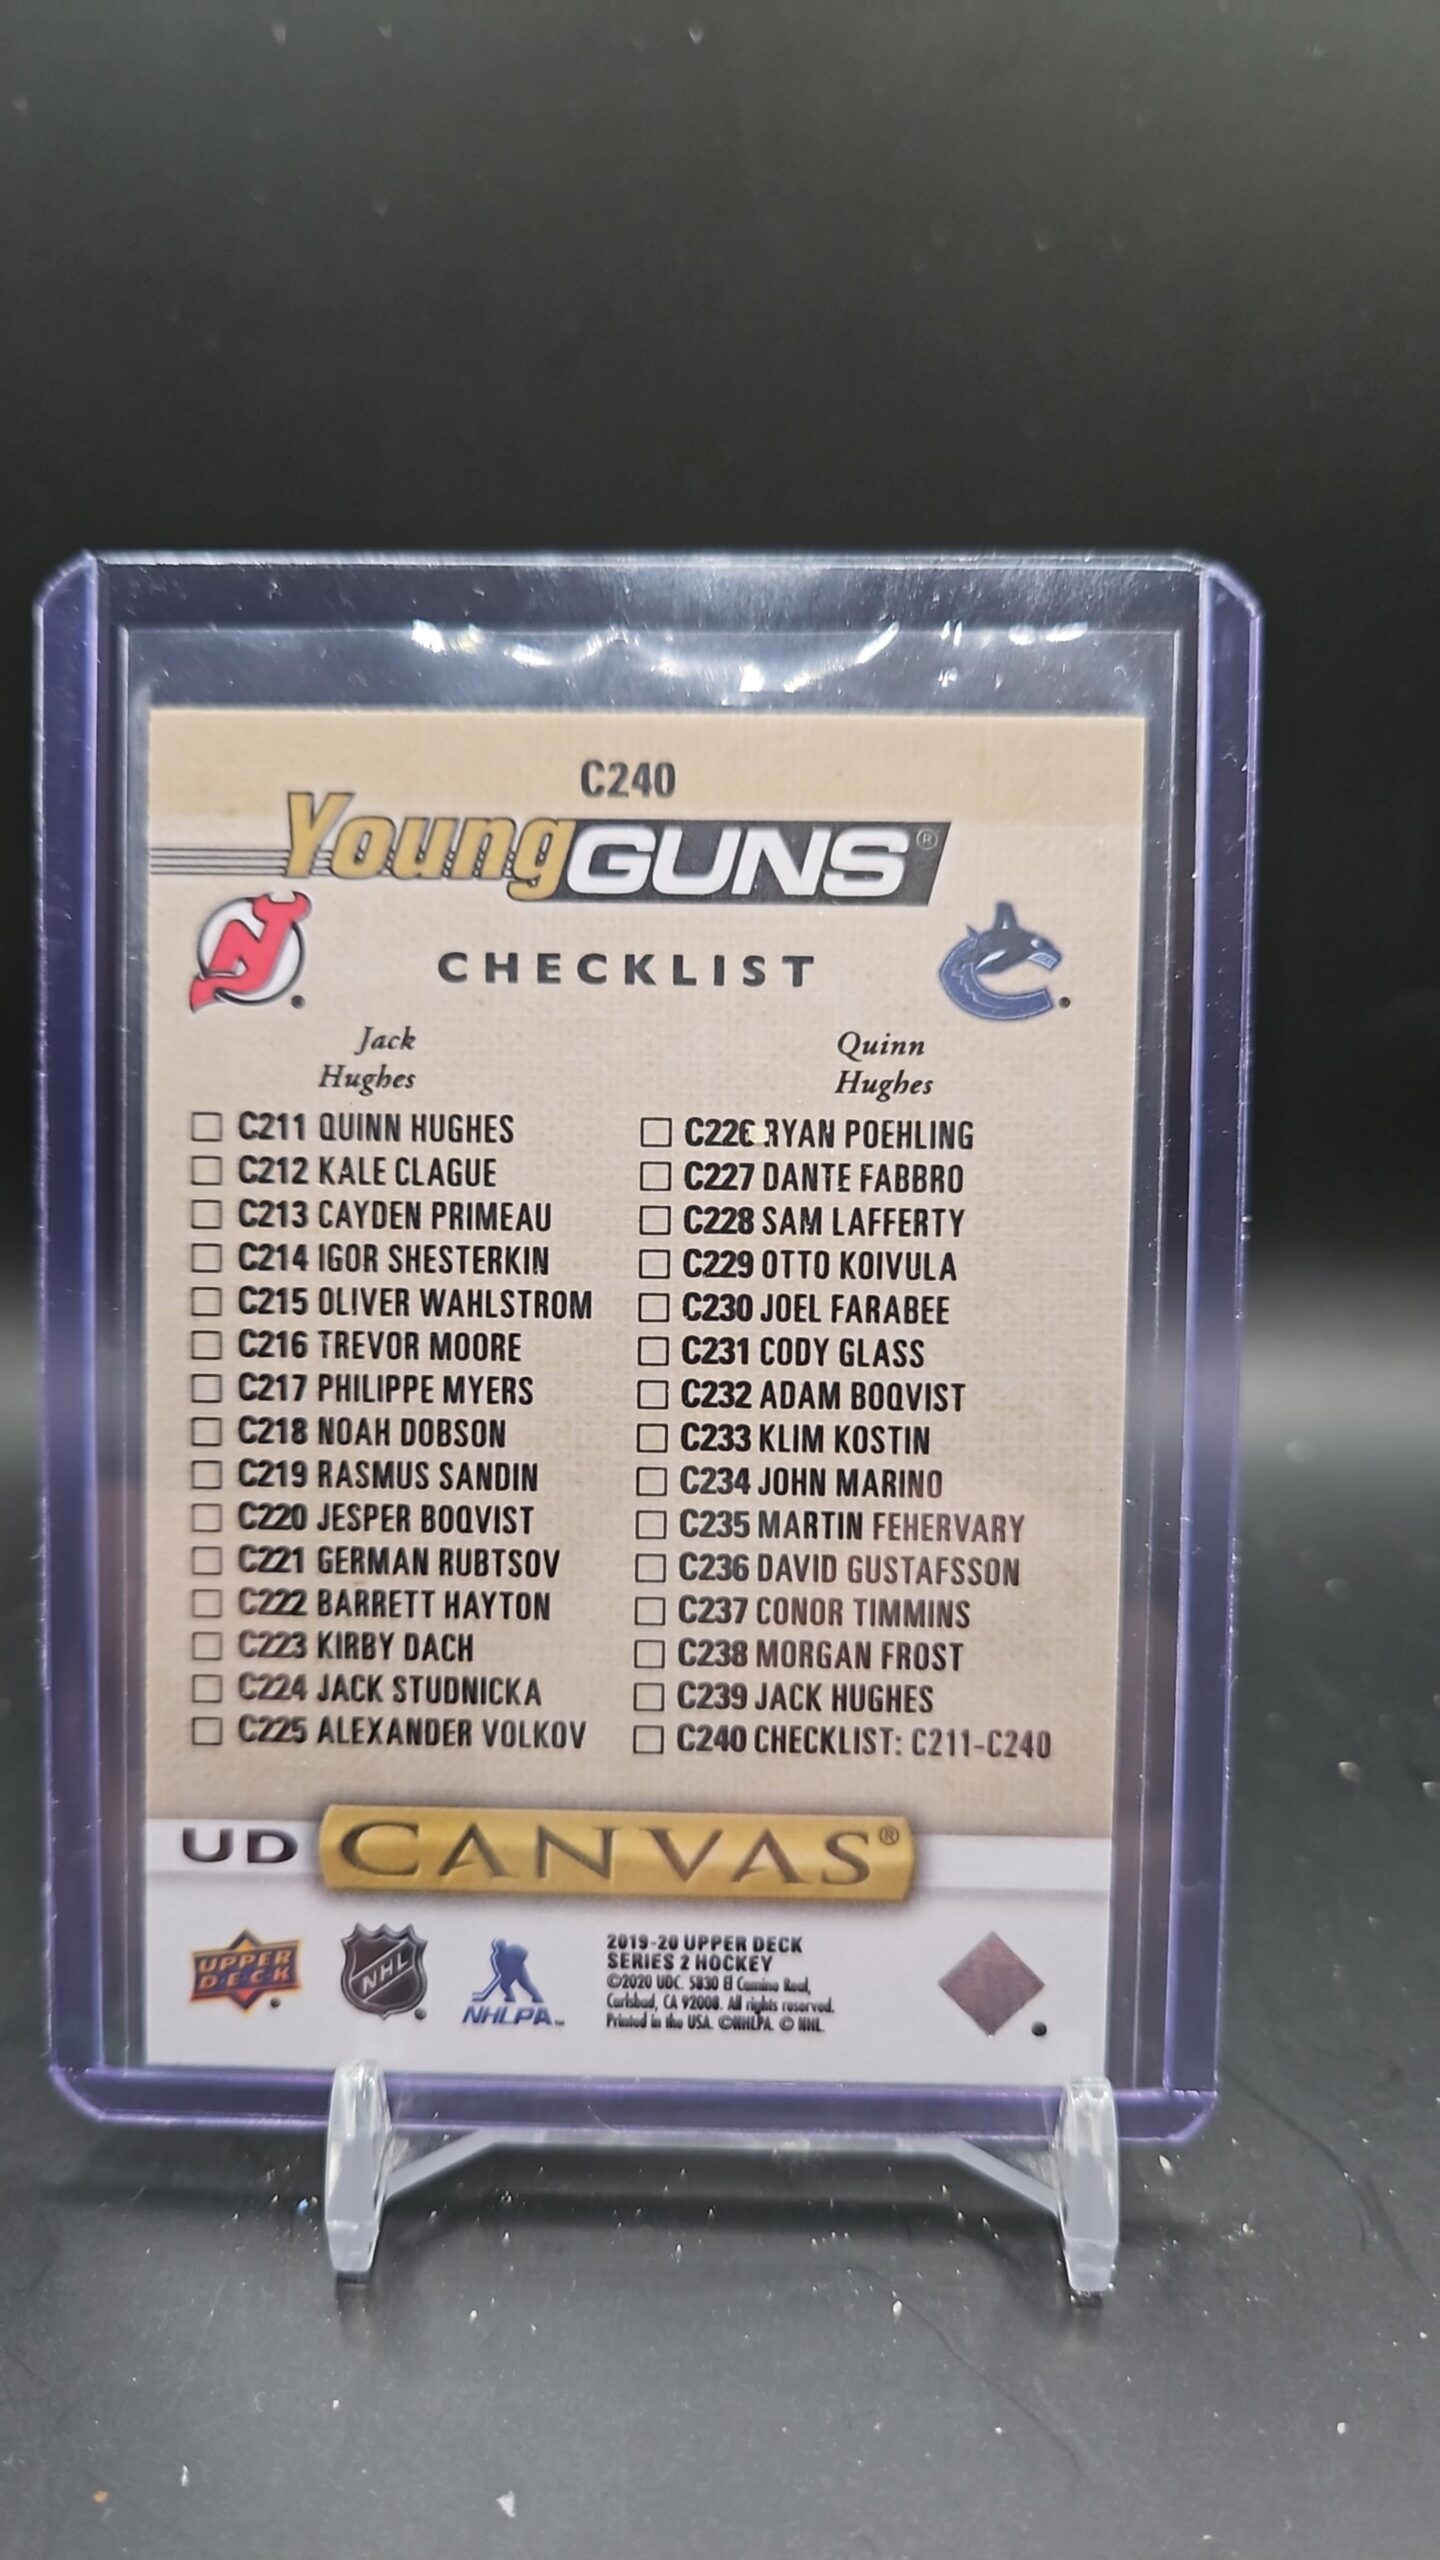 C240
Young GUNS®
CHECKLIST
Jack
Hughes
Quinn
Hughes
C211 QUINN HUGHES
C212 KALE CLAGUE
C213 CAYDEN PRIMEAU
C214 IGOR SHESTERKIN
C215 OLIVER WAHLSTROM
C216 TREVOR MOORE
C217 PHILIPPE MYERS
C218 NOAH DOBSON
C219 RASMUS SANDIN
C220 JESPER BOQVIST
C221 GERMAN RUBTSOV
C222 BARRETT HAYTON
C223 KIRBY DACH
C224 JACK STUDNICKA
C225 ALEXANDER VOLKOV
C226 RYAN POEHLING
C227 DANTE FABBRO
C228 SAM LAFFERTY
C229 OTTO KOIVULA
C230 JOEL FARABEE
C231 CODY GLASS
C232 ADAM BOQVIST
C233 KLIM KOSTIN
C234 JOHN MARINO
C235 MARTIN FEHERVARY
C236 DAVID GUSTAFSSON
C237 CONOR TIMMINS
C238 MORGAN FROST
C239 JACK HUGHES
C240 CHECKLIST: C211-C240
UD CANVAS®
UPPER
DECK
NHL
NHLPA™
2019-20 UPPER DECK
SERIES 2 HOCKEY
©2020 UDC. 5830 El Camino Real,
Carlsbad, CA 92008. All rights reserved.
Printed in the USA. ©NHLPA. © NHL.